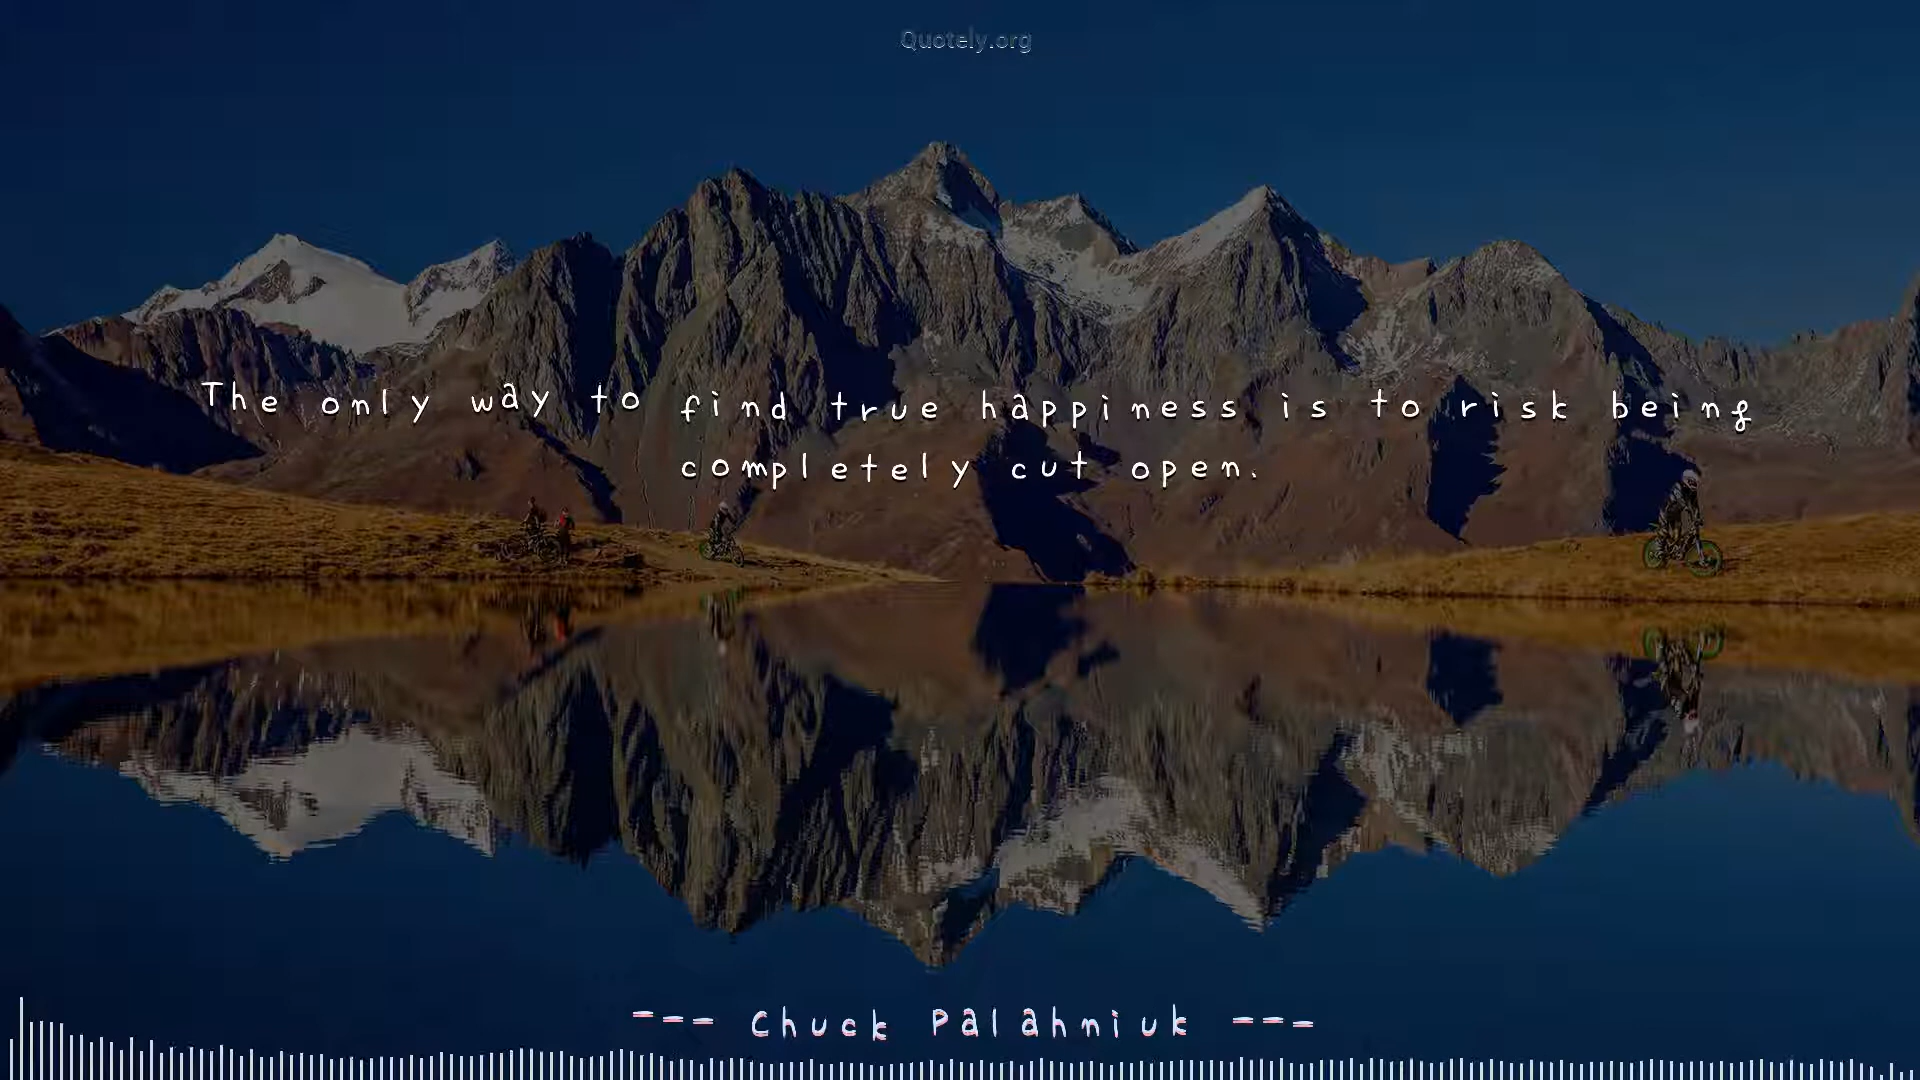 Quotely.org
The only way to find true happiness is to risk being
completely cut open.
--- Chuck Palahniuk ---